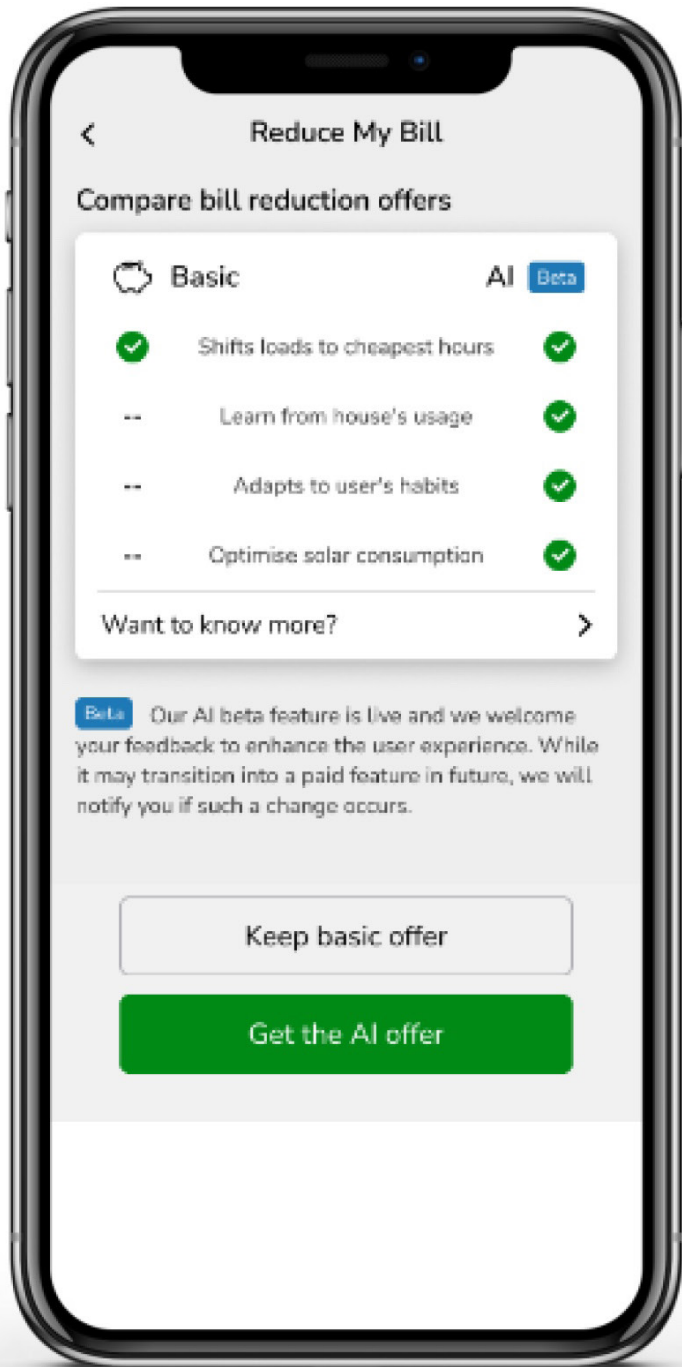 Reduce My Bill
Compare bill reduction offers
Basic AI Beta
Shifts loads to cheapest hours
-- Learn from house's usage
-- Adapts to user's habits
-- Optimise solar consumption
Want to know more?
Beta Our AI beta feature is live and we welcome
your feedback to enhance the user experience. While
it may transition into a paid feature in future, we will
notify you if such a change occurs.
Keep basic offer
Get the AI offer